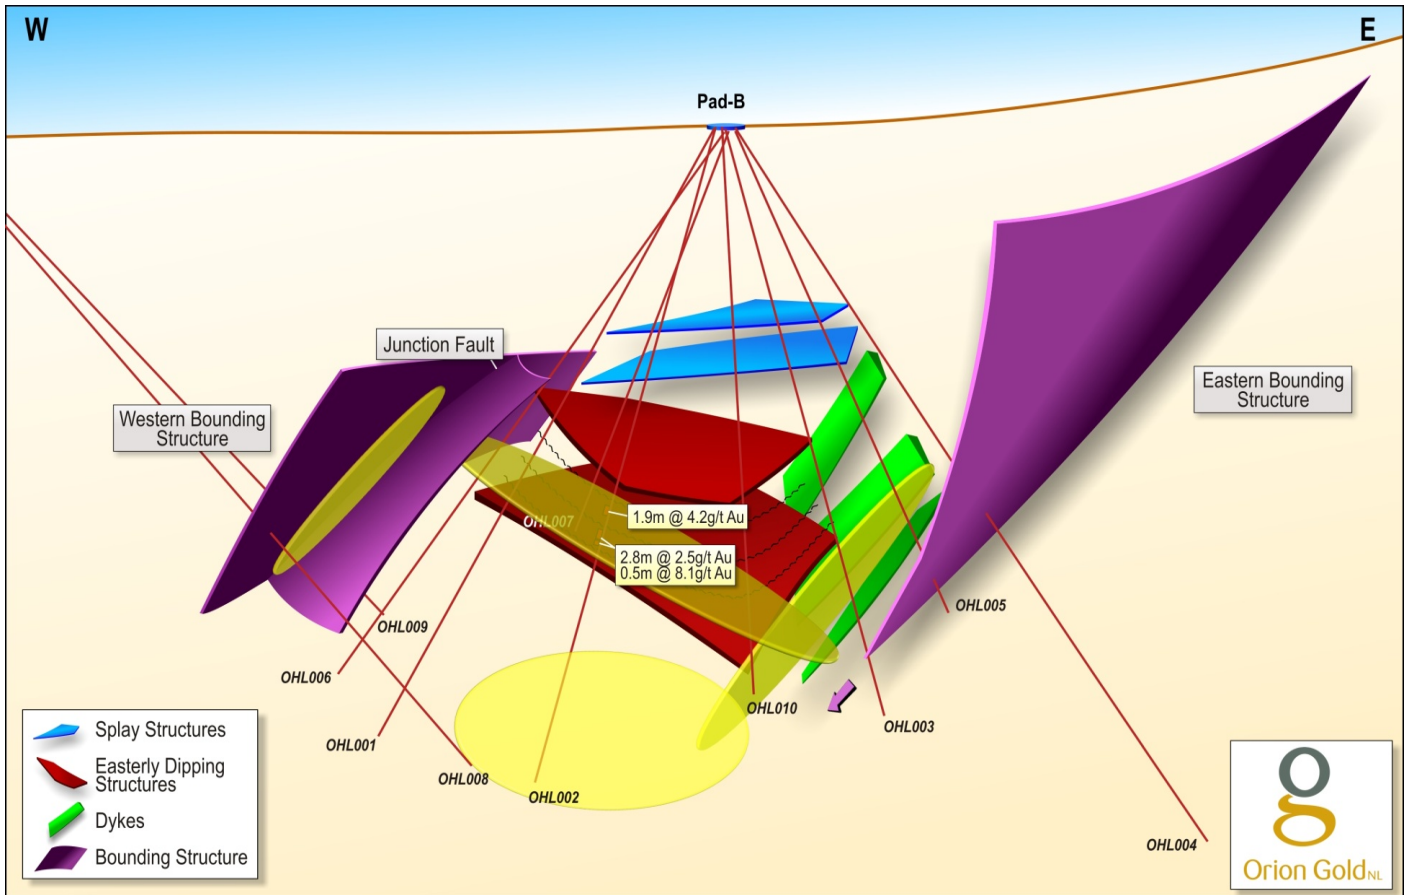 W
E
Pad-B
Junction Fault
Western Bounding
Structure
Eastern Bounding
Structure
OHL007
1.9m @ 4.2g/t Au
2.8m @ 2.5g/t Au
0.5m @ 8.1g/t Au
OHL009
OHL005
OHL006
OHL010
OHL003
OHL001
OHL008
OHL002
OHL004
Splay Structures
Easterly Dipping
Structures
Dykes
Bounding Structure
Orion Gold NL